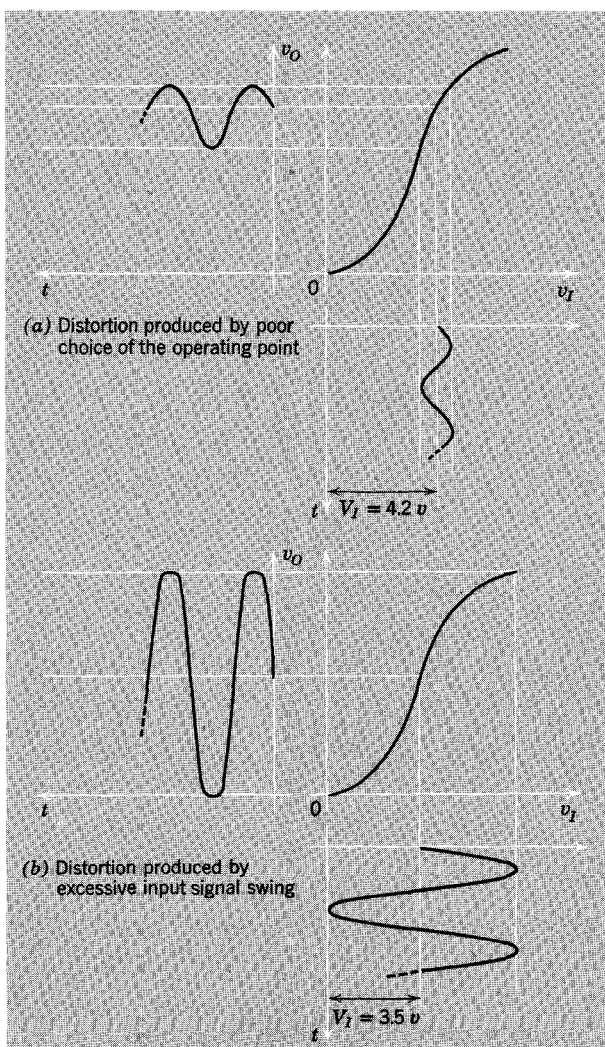 v_O
t
0
v_I
(a) Distortion produced by poor
choice of the operating point
t
V_I = 4.2 v
v_O
t
0
v_I
(b) Distortion produced by
excessive input signal swing
V_I = 3.5 v
t